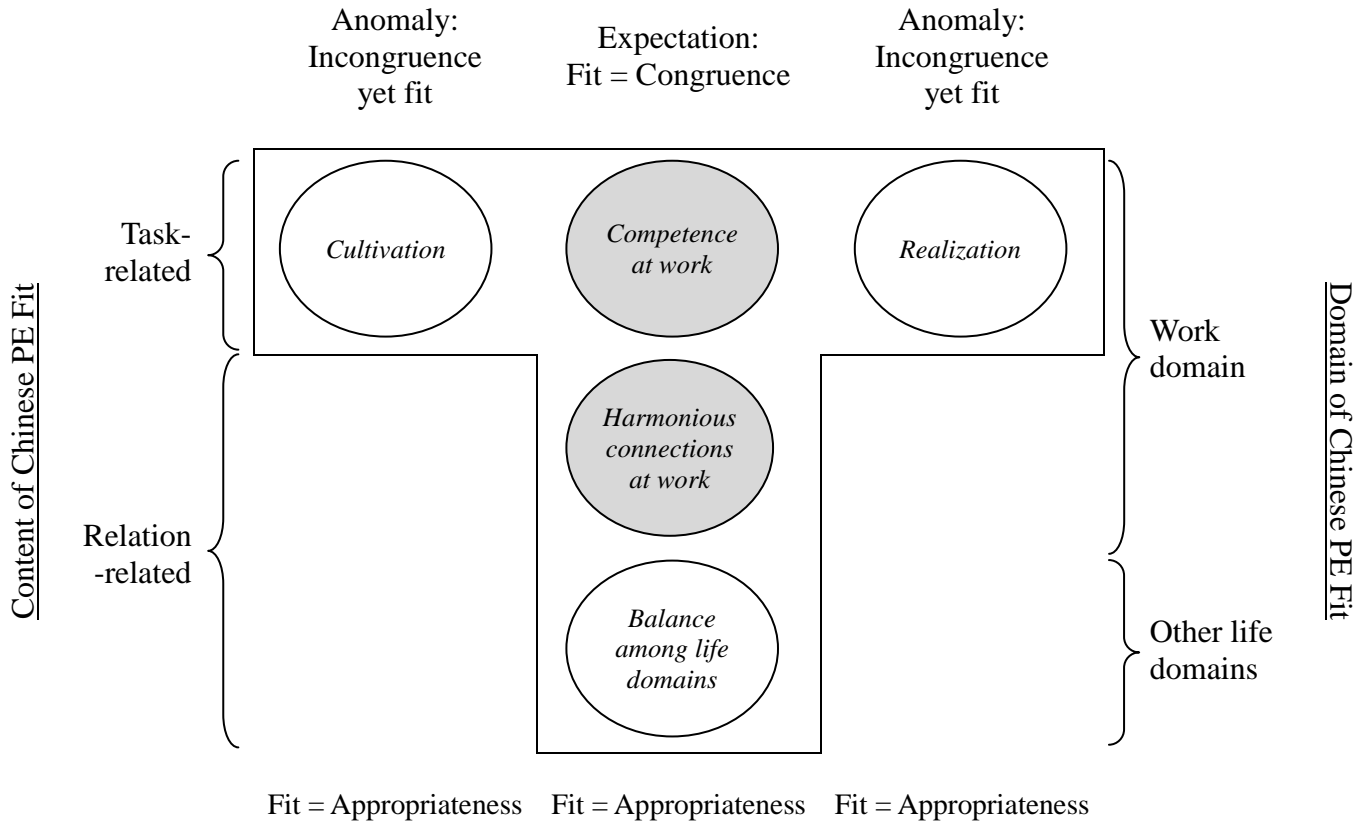 Anomaly:
Incongruence
yet fit
Expectation:
Fit = Congruence
Anomaly:
Incongruence
yet fit
Content of Chinese PE Fit
Task-
related
Cultivation
Competence
at work
Realization
Work
domain
Domain of Chinese PE Fit
Harmonious
connections
at work
Relation
-related
Balance
among life
domains
Other life
domains
Fit = Appropriateness
Fit = Appropriateness
Fit = Appropriateness